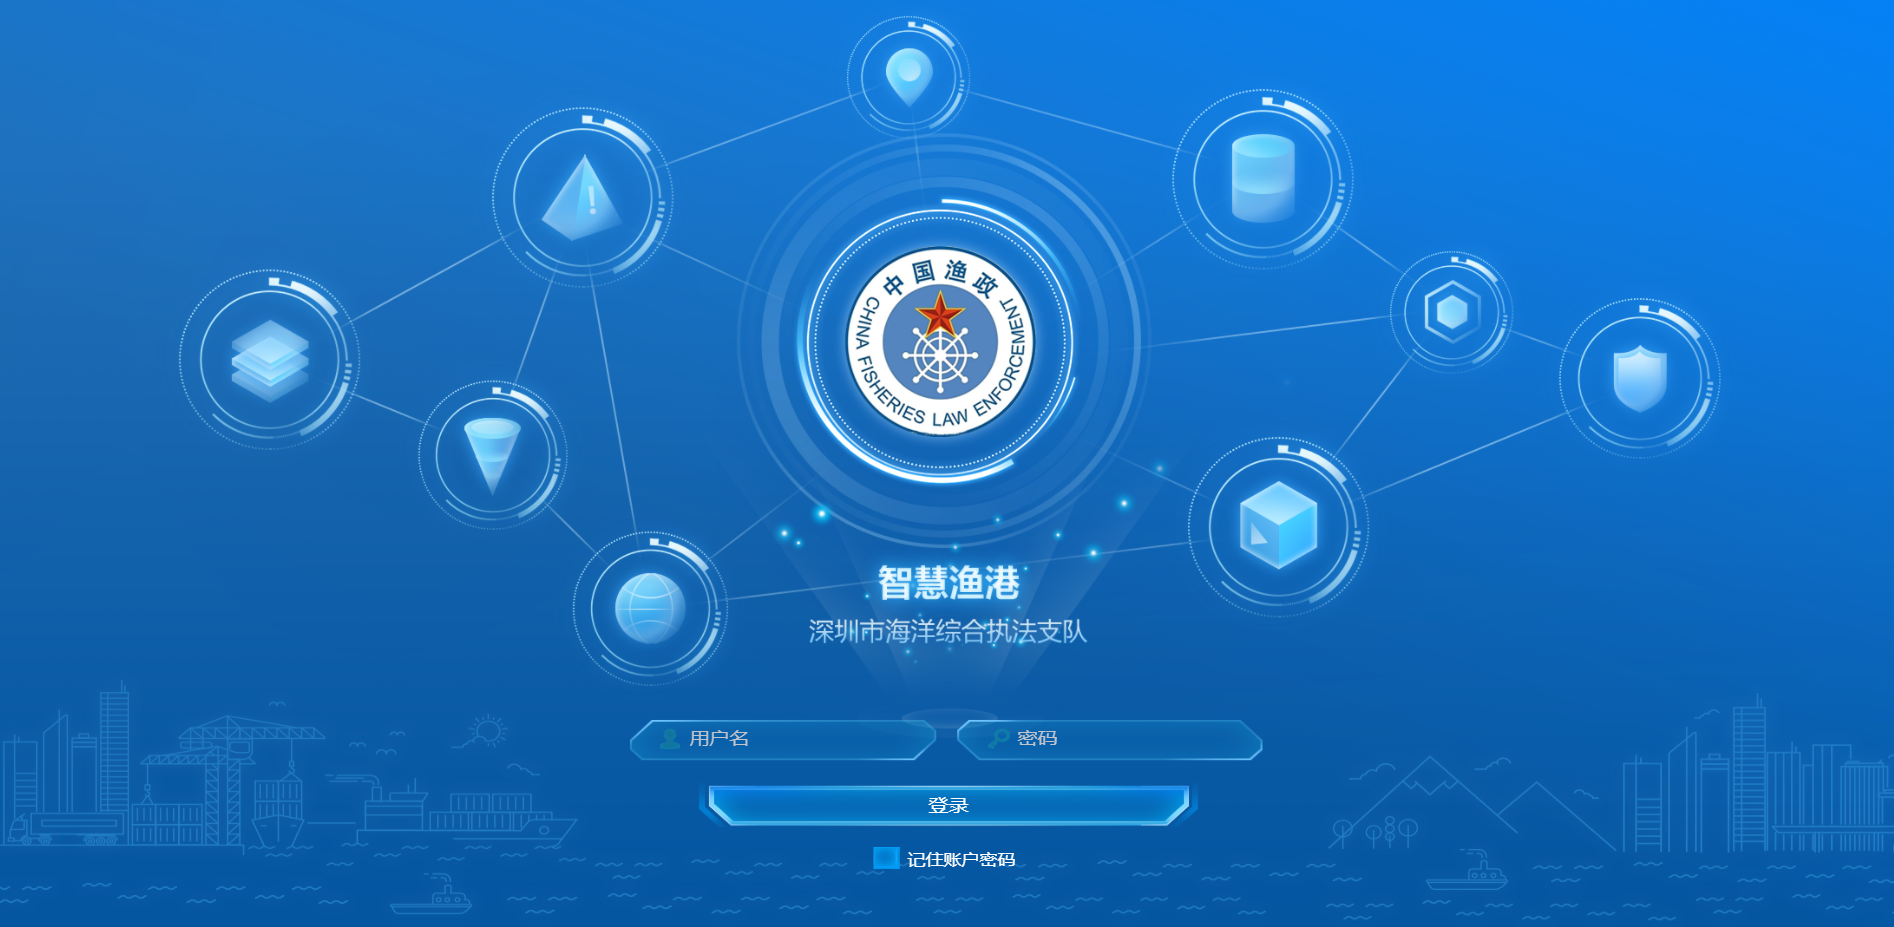 中国渔政
CHINA FISHERIES LAW ENFORCEMENT
智慧渔港
深圳市海洋综合执法支队
用户名
密码
登录
记住账户密码